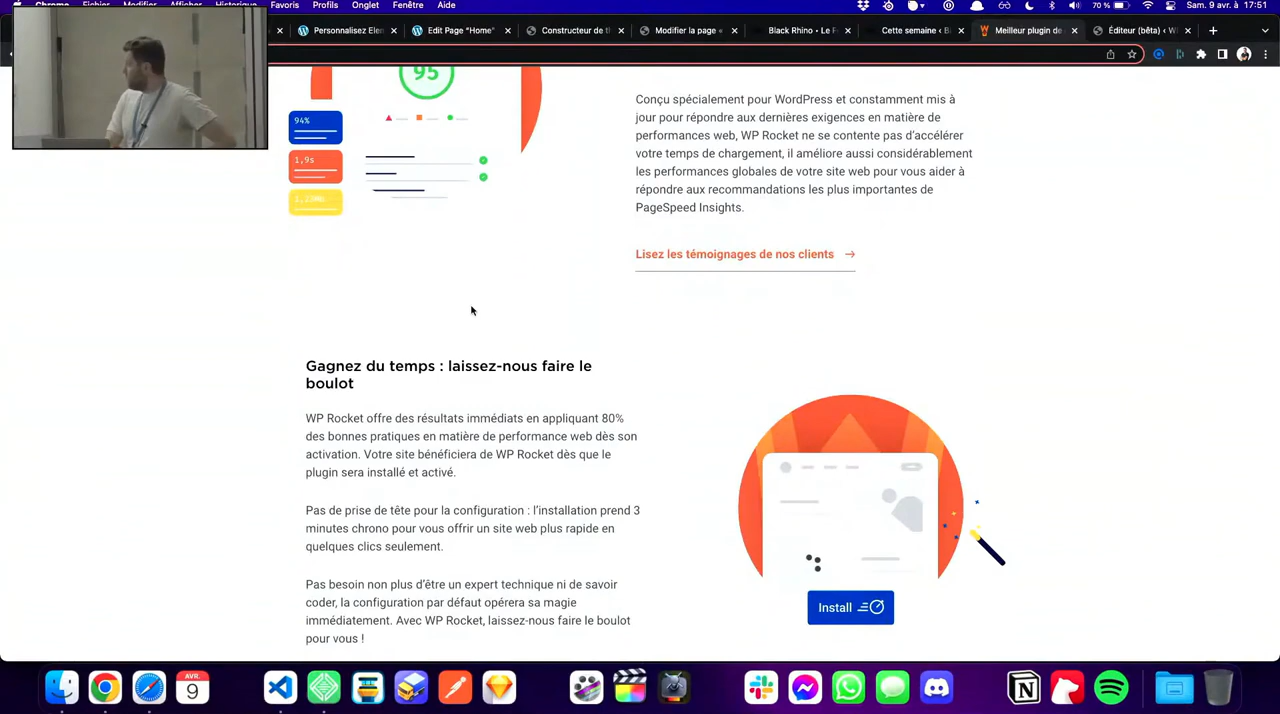 Chrome Fichier Modifier Afficher Historique Favoris Profils Onglet Fenêtre Aide
70 % Sam. 9 avr. à 17:51
Personnalisez Elen
Edit Page "Home"
Constructeur de t
Modifier la page
Black Rhino • Le
Cette semaine ‹ B
Meilleur plugin de
Éditeur (bêta) ‹ W
95
94%
1,9s
Conçu spécialement pour WordPress et constamment mis à
jour pour répondre aux dernières exigences en matière de
performances web, WP Rocket ne se contente pas d'accélérer
votre temps de chargement, il améliore aussi considérablement
les performances globales de votre site web pour vous aider à
répondre aux recommandations les plus importantes de
PageSpeed Insights.
Lisez les témoignages de nos clients →
Gagnez du temps : laissez-nous faire le
boulot
WP Rocket offre des résultats immédiats en appliquant 80%
des bonnes pratiques en matière de performance web dès son
activation. Votre site bénéficiera de WP Rocket dès que le
plugin sera installé et activé.
Pas de prise de tête pour la configuration : l'installation prend 3
minutes chrono pour vous offrir un site web plus rapide en
quelques clics seulement.
Pas besoin non plus d'être un expert technique ni de savoir
coder, la configuration par défaut opérera sa magie
immédiatement. Avec WP Rocket, laissez-nous faire le boulot
pour vous !
Install
AVR.
9